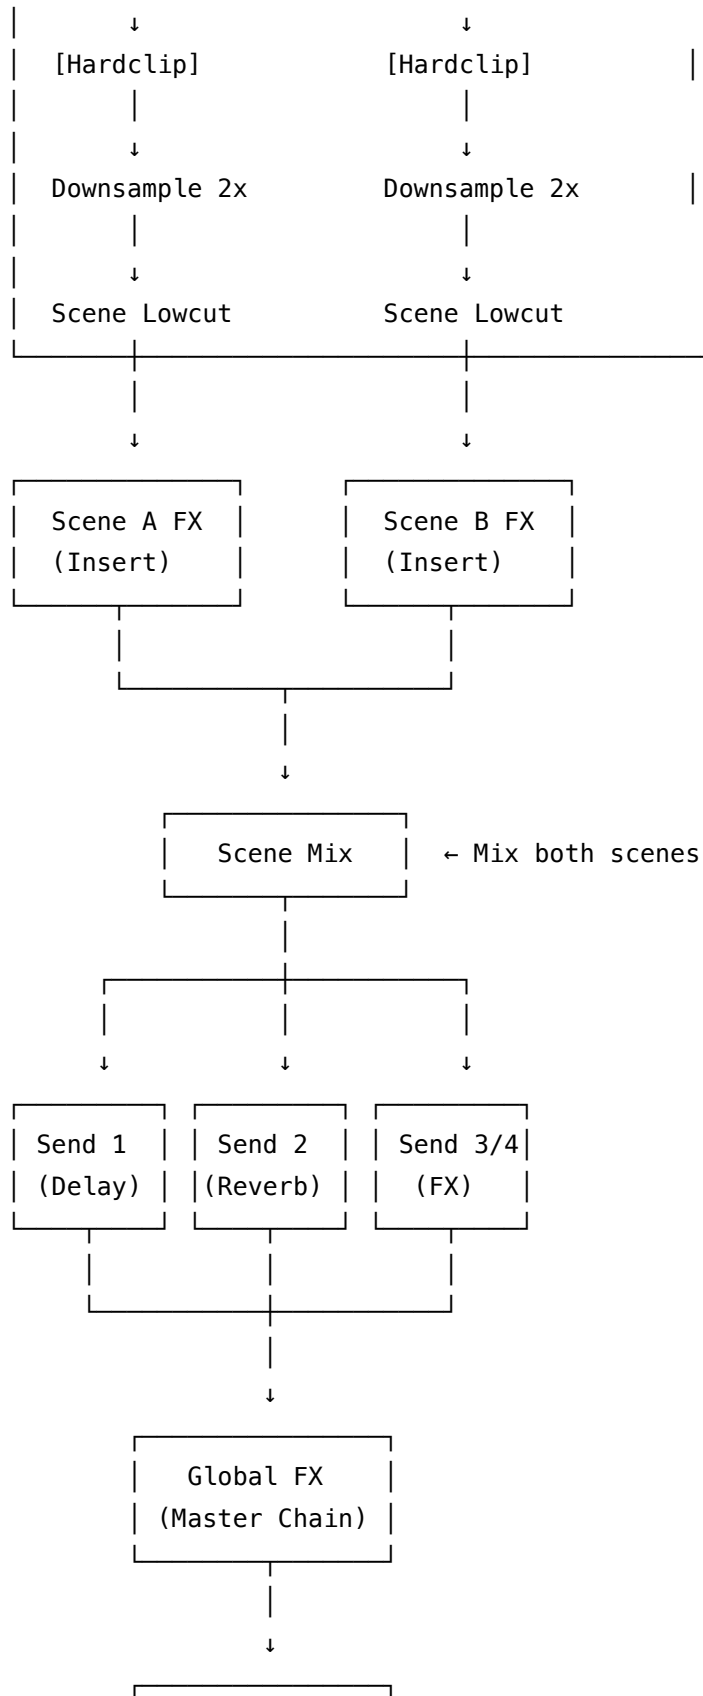 [Hardclip] [Hardclip]
Downsample 2x Downsample 2x
Scene Lowcut Scene Lowcut
Scene A FX Scene B FX
(Insert) (Insert)
Scene Mix ← Mix both scenes
Send 1 Send 2 Send 3/4
(Delay) (Reverb) (FX)
Global FX
(Master Chain)